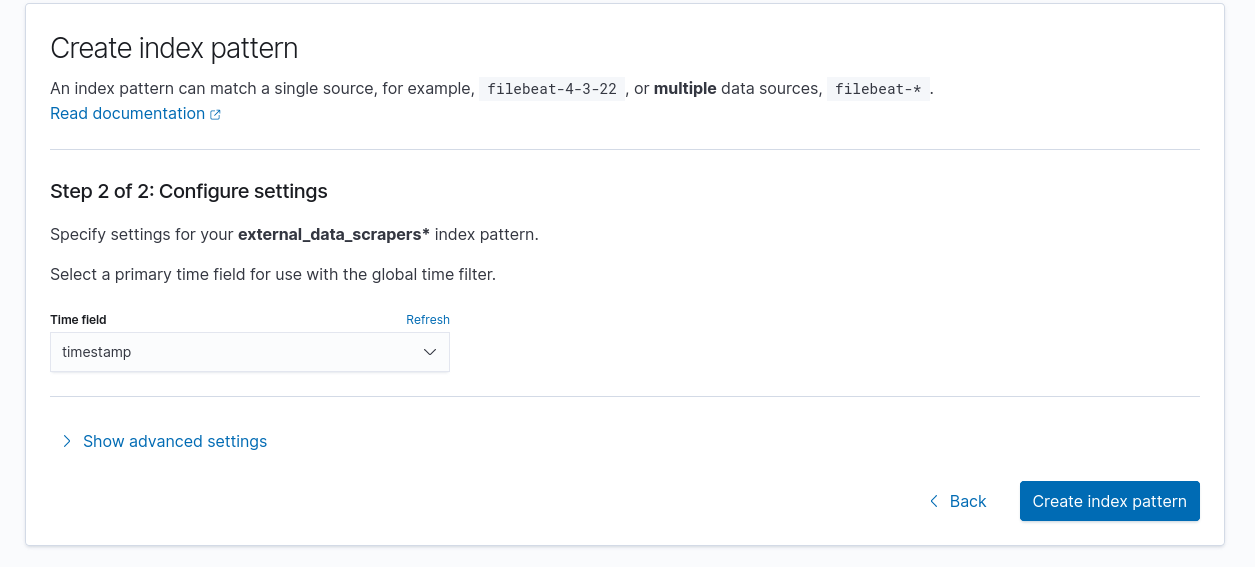 Create index pattern
An index pattern can match a single source, for example, filebeat-4-3-22 , or multiple data sources, filebeat-* .
Read documentation
Step 2 of 2: Configure settings
Specify settings for your external_data_scrapers* index pattern.
Select a primary time field for use with the global time filter.
Time field Refresh
timestamp
Show advanced settings
Back Create index pattern